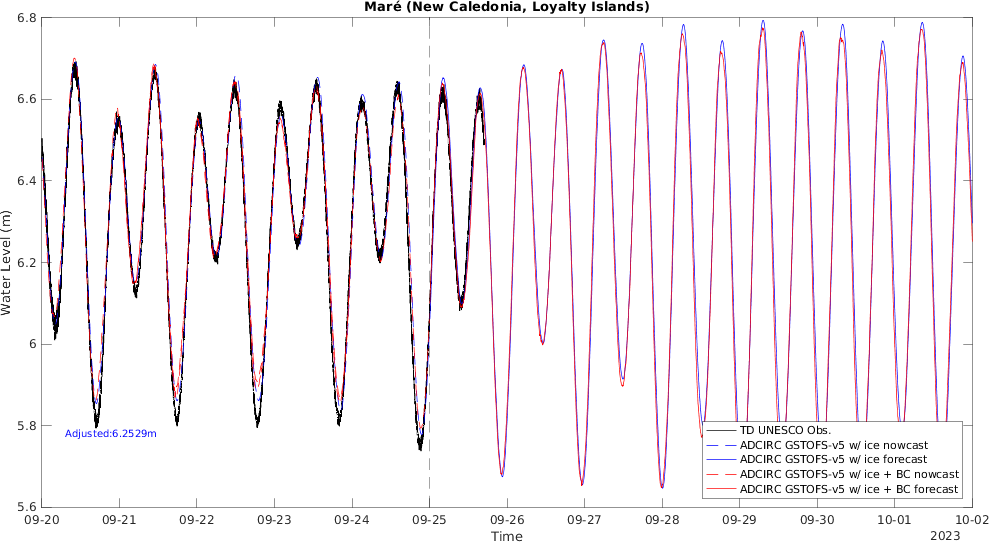 Maré (New Caledonia, Loyalty Islands)
6.8
6.6
6.4
6.2
6
5.8
5.6
Water Level (m)
Adjusted:6.2529m
TD UNESCO Obs.
ADCIRC GSTOFS-v5 w/ ice nowcast
ADCIRC GSTOFS-v5 w/ ice forecast
ADCIRC GSTOFS-v5 w/ ice + BC nowcast
ADCIRC GSTOFS-v5 w/ ice + BC forecast
09-20 09-21 09-22 09-23 09-24 09-25 09-26 09-27 09-28 09-29 09-30 10-01 10-02
Time
2023